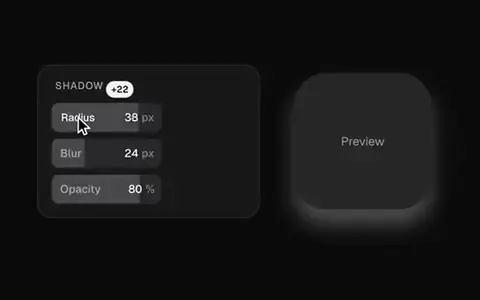 SHADOW +22
Radius 38 px
Blur 24 px
Opacity 80 %
Preview